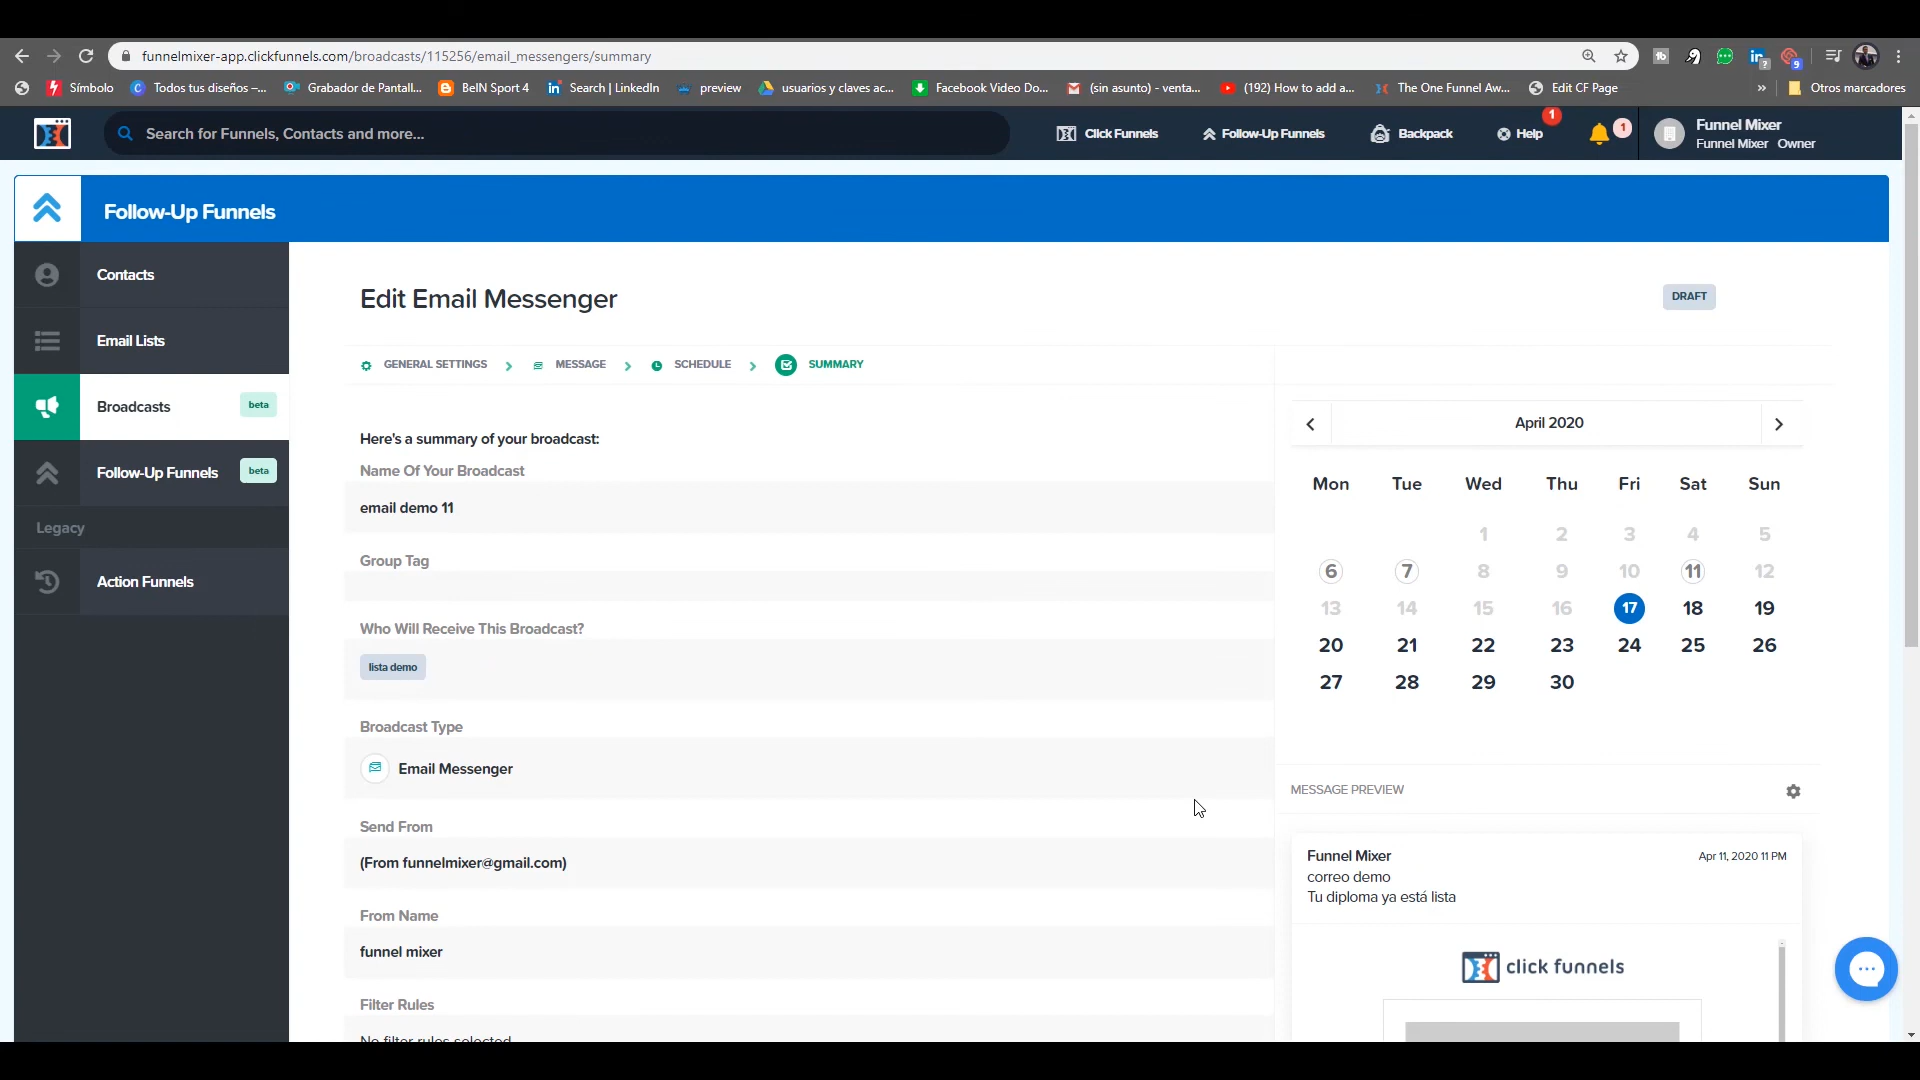 funnelmixer-app.clickfunnels.com/broadcasts/115256/email_messengers/summary
Símbolo
Todos tus diseños –...
Grabador de Pantall...
BeIN Sport 4
Search | LinkedIn
preview
usuarios y claves ac...
Facebook Video Do...
(sin asunto) - venta...
(192) How to add a...
The One Funnel Aw...
Edit CF Page
»
Otros marcadores
Search for Funnels, Contacts and more...
Click Funnels
Follow-Up Funnels
Backpack
Help
1
1
Funnel Mixer
Funnel Mixer Owner
Follow-Up Funnels
Contacts
Email Lists
Broadcasts
beta
Follow-Up Funnels
beta
Legacy
Action Funnels
Edit Email Messenger
DRAFT
GENERAL SETTINGS
MESSAGE
SCHEDULE
SUMMARY
Here's a summary of your broadcast:
Name Of Your Broadcast
email demo 11
Group Tag
Who Will Receive This Broadcast?
lista demo
Broadcast Type
Email Messenger
Send From
(From funnelmixer@gmail.com)
From Name
funnel mixer
Filter Rules
No filter rules selected
April 2020
Mon Tue Wed Thu Fri Sat Sun
1 2 3 4 5
6 7 8 9 10 11 12
13 14 15 16 17 18 19
20 21 22 23 24 25 26
27 28 29 30
MESSAGE PREVIEW
Funnel Mixer
Apr 11, 2020 11 PM
correo demo
Tu diploma ya está lista
click funnels